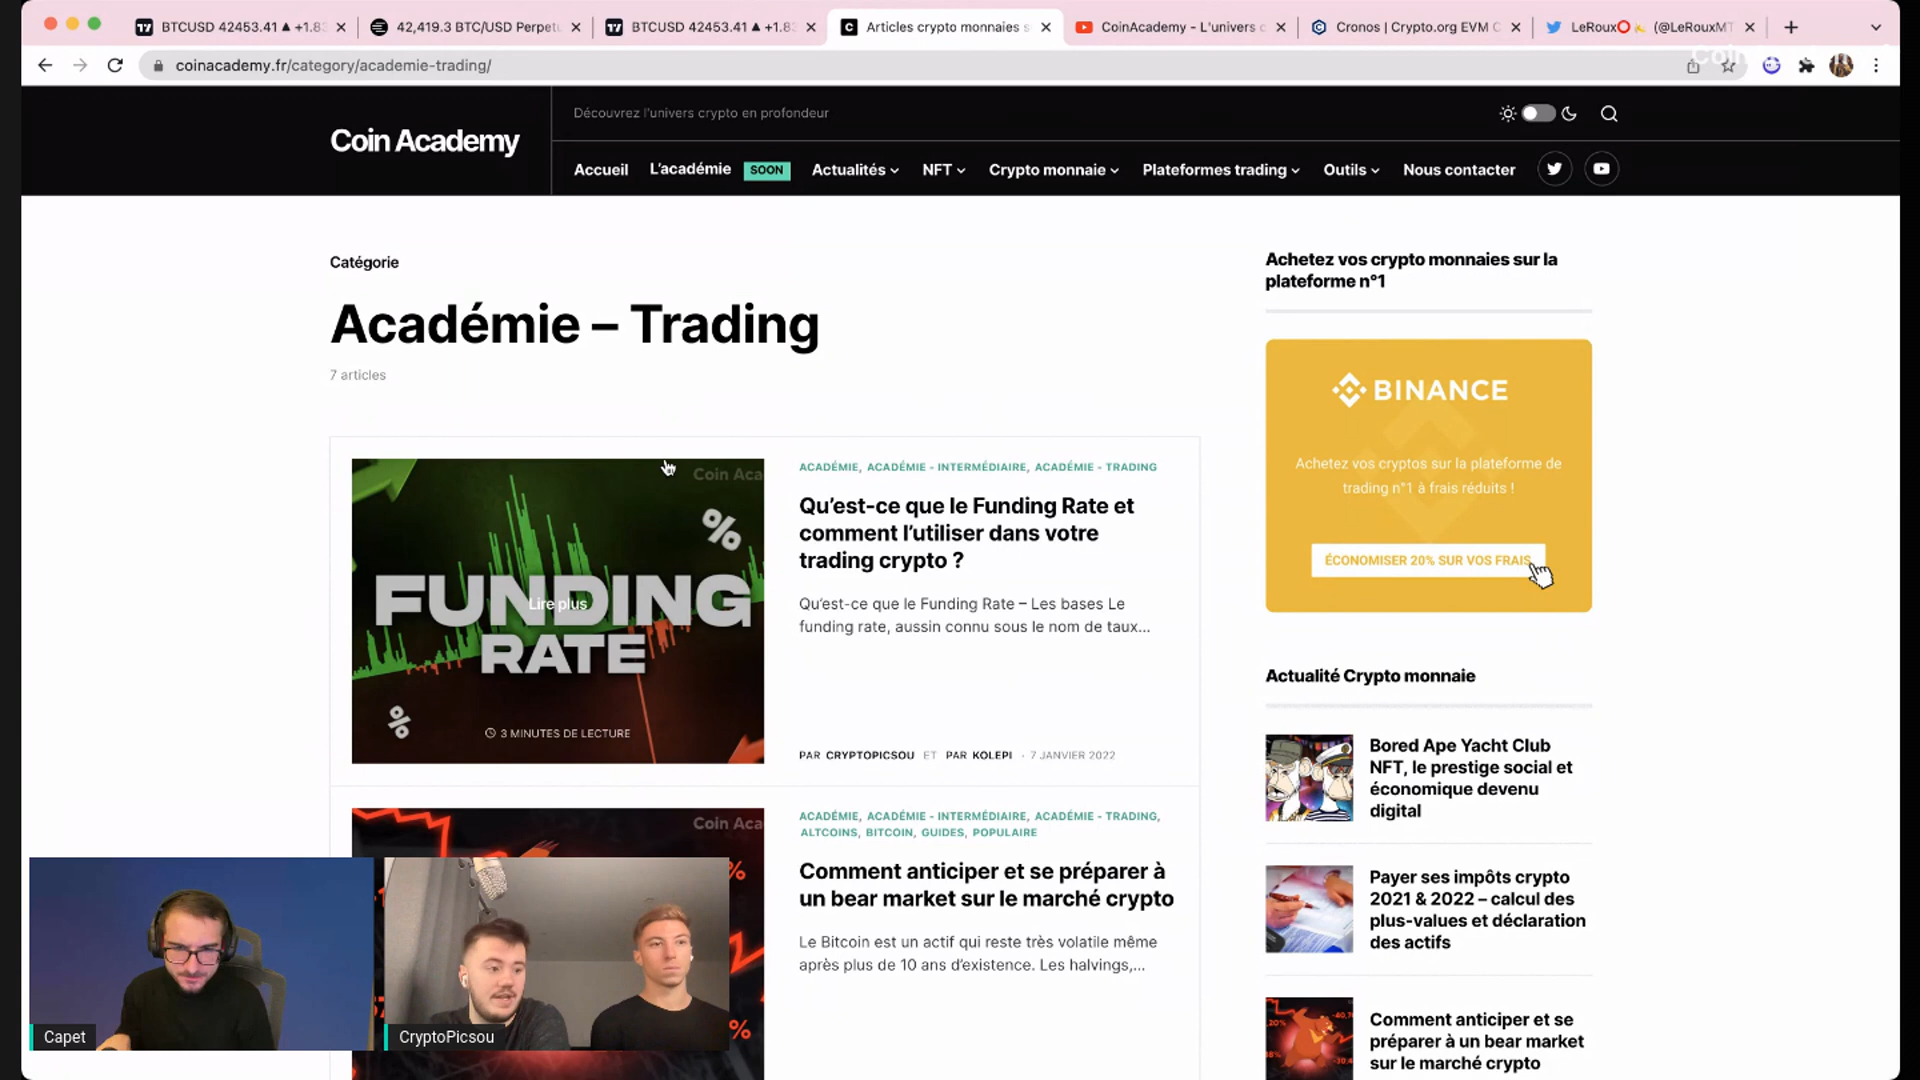 BTCUSD 42453.41 ▲ +1.83
42,419.3 BTC/USD Perpetu
BTCUSD 42453.41 ▲ +1.83
Articles crypto monnaies s
CoinAcademy - L'univers c
Cronos | Crypto.org EVM C
LeRoux⭕ (@LeRouxMT
coinacademy.fr/category/academie-trading/
Coin Academy
Découvrez l'univers crypto en profondeur
Accueil
L'académie
SOON
Actualités
NFT
Crypto monnaie
Plateformes trading
Outils
Nous contacter
Catégorie
Académie – Trading
7 articles
Coin Aca
FUNDING
RATE
%
%
Lire plus
3 MINUTES DE LECTURE
ACADÉMIE, ACADÉMIE - INTERMÉDIAIRE, ACADÉMIE - TRADING
Qu'est-ce que le Funding Rate et
comment l'utiliser dans votre
trading crypto ?
Qu'est-ce que le Funding Rate – Les bases Le
funding rate, aussin connu sous le nom de taux...
PAR CRYPTOPICSOU ET PAR KOLEPI · 7 JANVIER 2022
Coin Aca
ACADÉMIE, ACADÉMIE - INTERMÉDIAIRE, ACADÉMIE - TRADING,
ALTCOINS, BITCOIN, GUIDES, POPULAIRE
Comment anticiper et se préparer à
un bear market sur le marché crypto
Le Bitcoin est un actif qui reste très volatile même
après plus de 10 ans d'existence. Les halvings,...
Achetez vos crypto monnaies sur la
plateforme n°1
BINANCE
Achetez vos cryptos sur la plateforme de
trading n°1 à frais réduits !
ÉCONOMISER 20% SUR VOS FRAIS
Actualité Crypto monnaie
Bored Ape Yacht Club
NFT, le prestige social et
économique devenu
digital
Payer ses impôts crypto
2021 & 2022 – calcul des
plus-values et déclaration
des actifs
Comment anticiper et se
préparer à un bear market
sur le marché crypto
Capet
CryptoPicsou